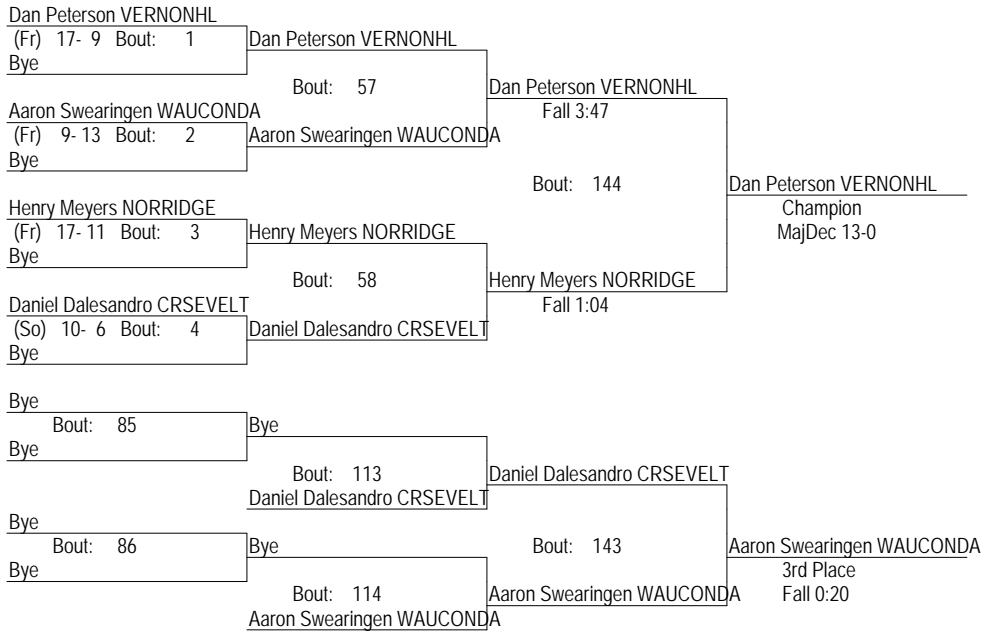 Dan Peterson VERNONHL
(Fr) 17- 9 Bout: 1 Dan Peterson VERNONHL
Bye
Bout: 57 Dan Peterson VERNONHL
Aaron Swearingen WAUCONDA Fall 3:47
(Fr) 9- 13 Bout: 2 Aaron Swearingen WAUCONDA
Bye
Bout: 144 Dan Peterson VERNONHL
Henry Meyers NORRIDGE Champion
(Fr) 17- 11 Bout: 3 Henry Meyers NORRIDGE MajDec 13-0
Bye
Bout: 58 Henry Meyers NORRIDGE
Daniel Dalesandro CRSEVELT Fall 1:04
(So) 10- 6 Bout: 4 Daniel Dalesandro CRSEVELT
Bye
Bye
Bout: 85 Bye
Bye
Bout: 113 Daniel Dalesandro CRSEVELT
Daniel Dalesandro CRSEVELT
Bye
Bout: 86 Bye Bout: 143 Aaron Swearingen WAUCONDA
Bye 3rd Place
Bout: 114 Aaron Swearingen WAUCONDA Fall 0:20
Aaron Swearingen WAUCONDA